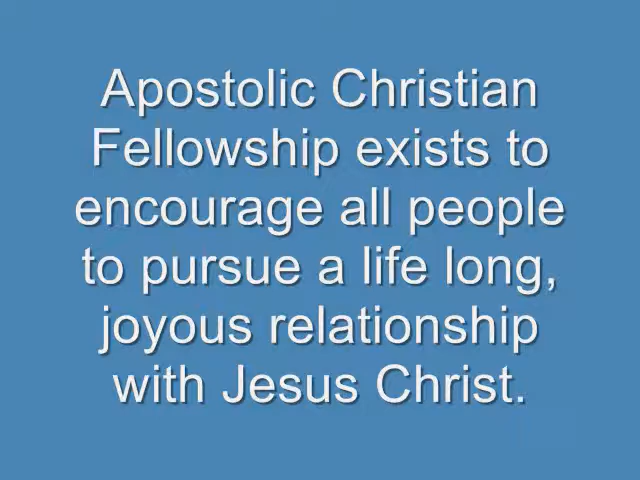 Apostolic Christian
Fellowship exists to
encourage all people
to pursue a life long,
joyous relationship
with Jesus Christ.